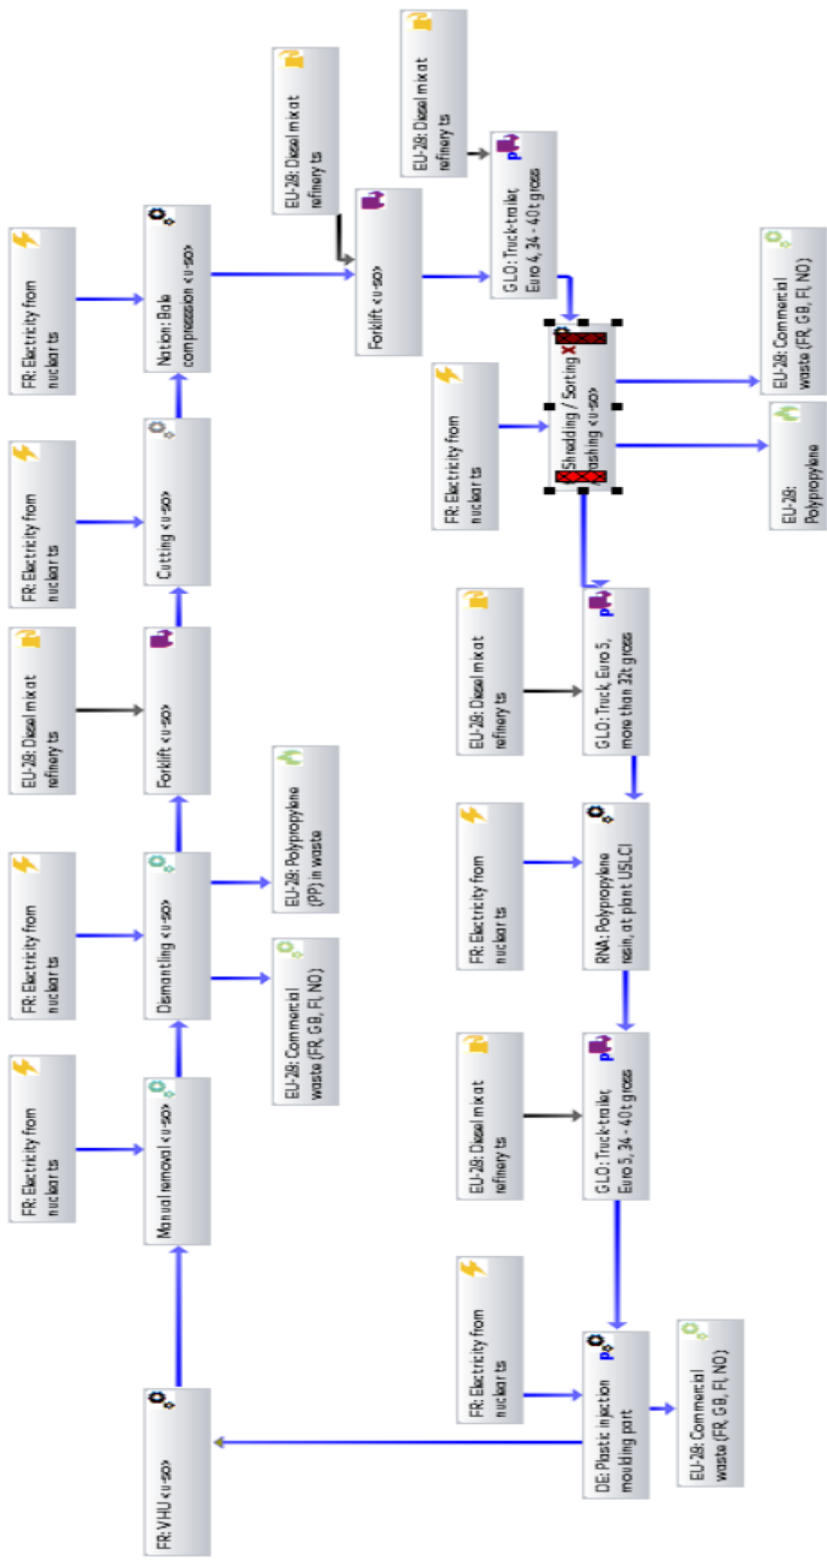 FR: Electricity from
nuclear ts
FR: Electricity from
nuclear ts
EU-28: Diesel mix at
refinery ts
FR: Electricity from
nuclear ts
FR: Electricity from
nuclear ts
FR: VHU <u-so>
Manual removal <u-so>
Dismantling <u-so>
Forklift <u-so>
Cutting <u-so>
Nation: Bale
compresssion <u-so>
EU-28: Commercial
waste (FR, GB, FI, NO)
EU-28: Polypropylene
(PP) in waste
EU-28: Diesel mix at
refinery ts
Forklift <u-so>
EU-28: Diesel mix at
refinery ts
FR: Electricity from
nuclear ts
GLO: Truck-trailer,
Euro 4, 34 - 40t gross
FR: Electricity from
nuclear ts
EU-28: Diesel mix at
refinery ts
FR: Electricity from
nuclear ts
EU-28: Diesel mix at
refinery ts
Shredding / Sorting
ashing <u-so>
DE: Plastic injection
moulding part
GLO: Truck-trailer,
Euro 5, 34 - 40t gross
RNA: Polypropylene
resin, at plant USLCI
GLO: Truck, Euro 5,
more than 32t gross
EU-28: Commercial
waste (FR, GB, FI, NO)
EU-28:
Polypropylene
EU-28: Commercial
waste (FR, GB, FI, NO)